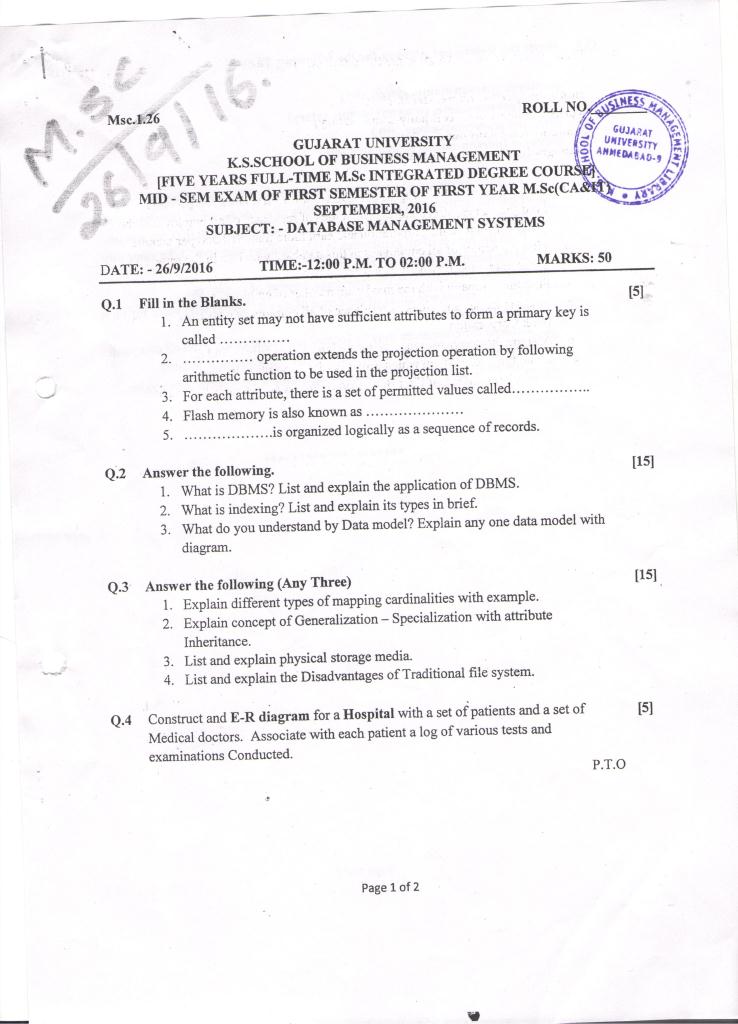 M.SC
26/9/16.
Msc.1.26
ROLL NO.
SCHOOL OF BUSINESS MANAGEMENT LIBRARY
GUJARAT
UNIVERSITY
AHMEDABAD-9
GUJARAT UNIVERSITY
K.S.SCHOOL OF BUSINESS MANAGEMENT
[FIVE YEARS FULL-TIME M.Sc INTEGRATED DEGREE COURSE]
MID - SEM EXAM OF FIRST SEMESTER OF FIRST YEAR M.Sc(CA&IT)
SEPTEMBER, 2016
SUBJECT: - DATABASE MANAGEMENT SYSTEMS
DATE: - 26/9/2016 TIME:-12:00 P.M. TO 02:00 P.M. MARKS: 50
Q.1 Fill in the Blanks. [5]
1. An entity set may not have sufficient attributes to form a primary key is
called ...............
2. ............... operation extends the projection operation by following
arithmetic function to be used in the projection list.
3. For each attribute, there is a set of permitted values called.................
4. Flash memory is also known as .....................
5. ...................is organized logically as a sequence of records.
Q.2 Answer the following. [15]
1. What is DBMS? List and explain the application of DBMS.
2. What is indexing? List and explain its types in brief.
3. What do you understand by Data model? Explain any one data model with
diagram.
Q.3 Answer the following (Any Three) [15]
1. Explain different types of mapping cardinalities with example.
2. Explain concept of Generalization – Specialization with attribute
Inheritance.
3. List and explain physical storage media.
4. List and explain the Disadvantages of Traditional file system.
Q.4 Construct and E-R diagram for a Hospital with a set of patients and a set of [5]
Medical doctors. Associate with each patient a log of various tests and
examinations Conducted.
P.T.O
Page 1 of 2